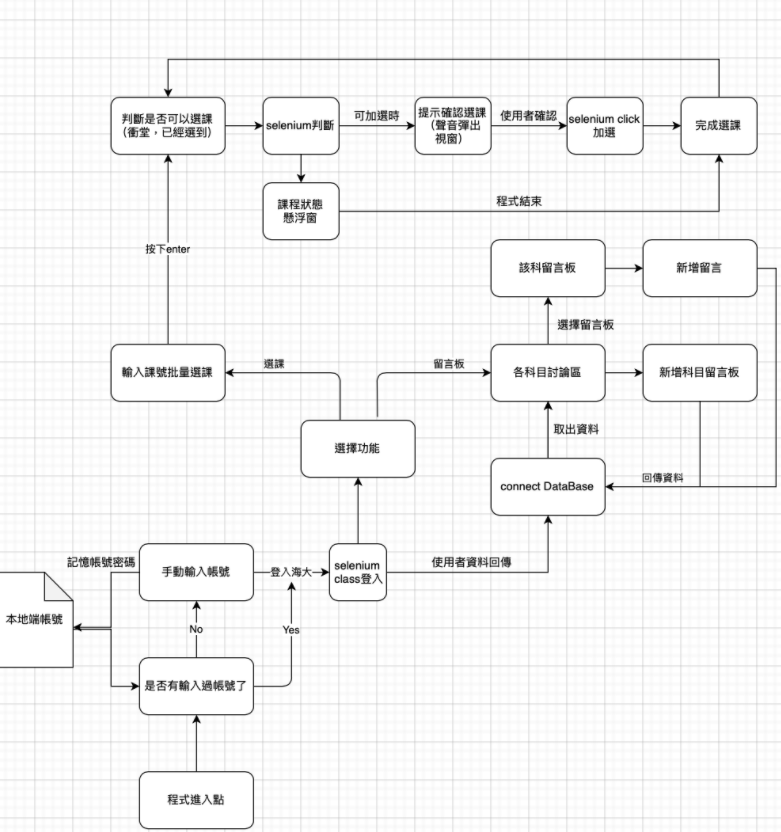 判斷是否可以選課
（衝堂，已經選到）
selenium判斷
可加選時
提示確認選課
（聲音彈出
視窗）
使用者確認
selenium click
加選
完成選課
課程狀態
懸浮窗
程式結束
按下enter
該科留言板
新增留言
選擇留言板
輸入課號批量選課
選課
留言板
各科目討論區
新增科目留言板
取出資料
選擇功能
connect DataBase
回傳資料
記憶帳號密碼
手動輸入帳號
登入海大
selenium
class登入
使用者資料回傳
本地端帳號
No
Yes
是否有輸入過帳號了
程式進入點